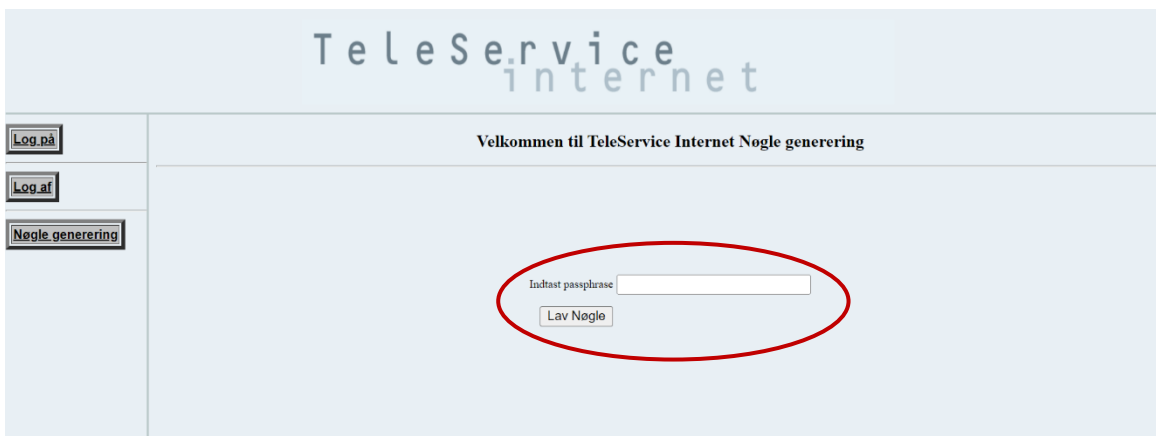 TeleService
internet
Log på
Log af
Nøgle generering
Velkommen til TeleService Internet Nøgle generering
Indtast passphrase
Lav Nøgle